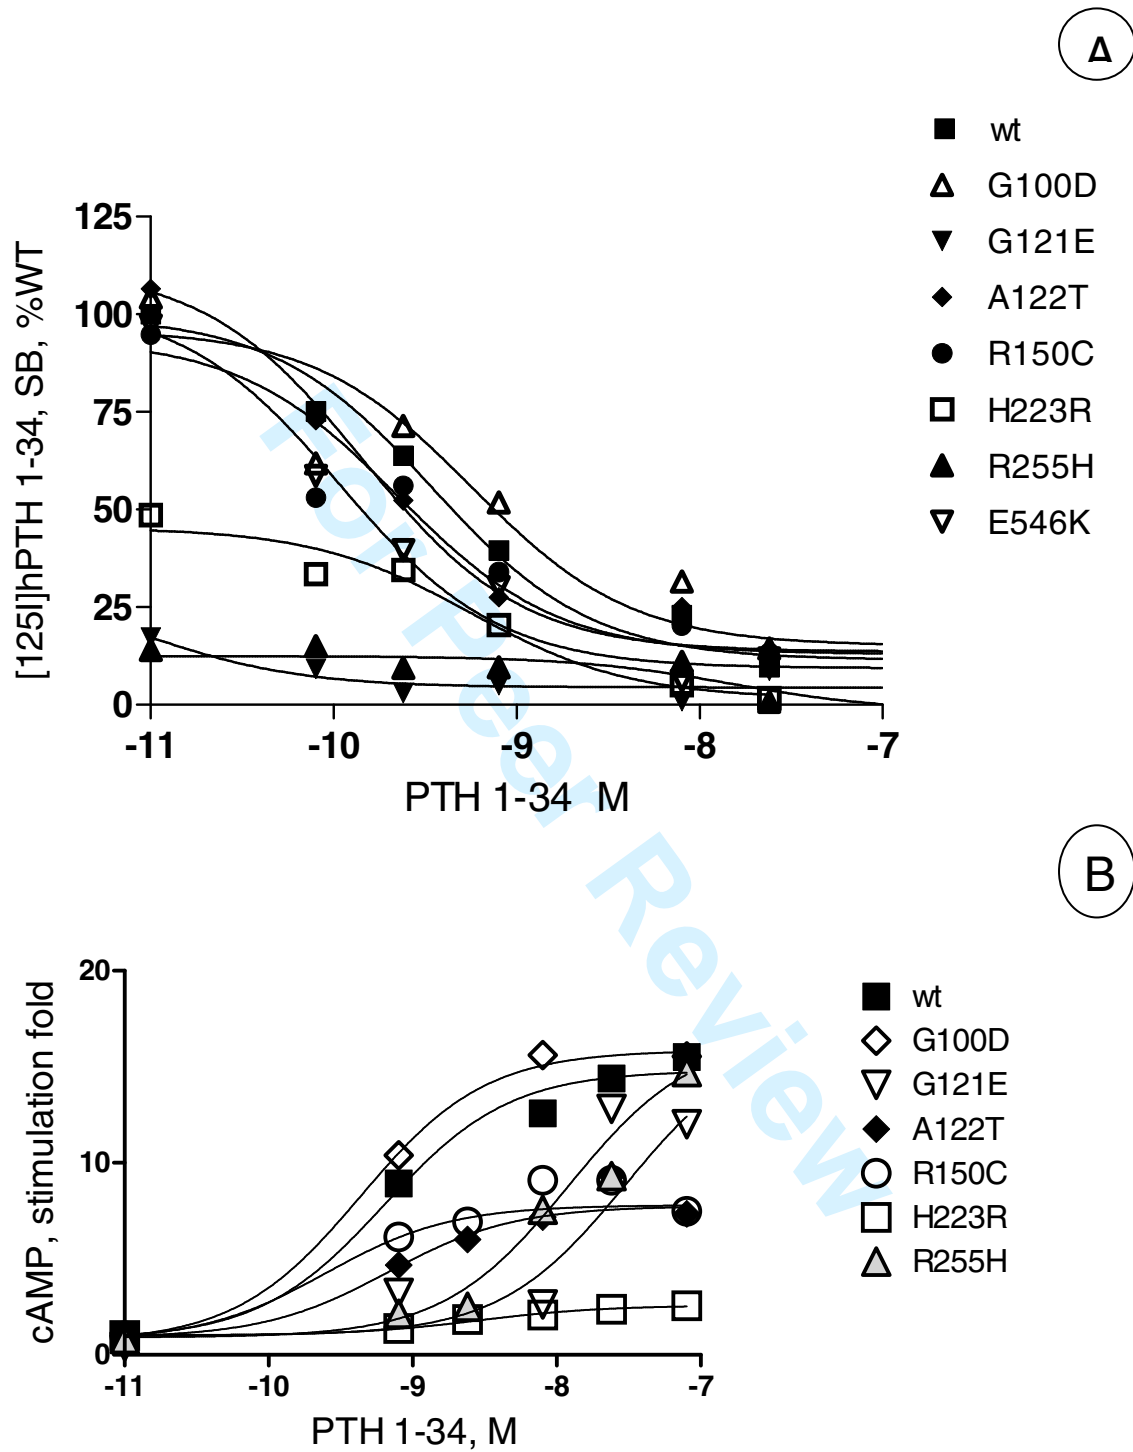 A
wt
G100D
G121E
A122T
R150C
H223R
R255H
E546K
[125I]hPTH 1-34, SB, %WT
125
100
75
50
25
0
-11 -10 -9 -8 -7
PTH 1-34 M
For Peer Review
B
wt
G100D
G121E
A122T
R150C
H223R
R255H
cAMP, stimulation fold
20
10
0
-11 -10 -9 -8 -7
PTH 1-34, M